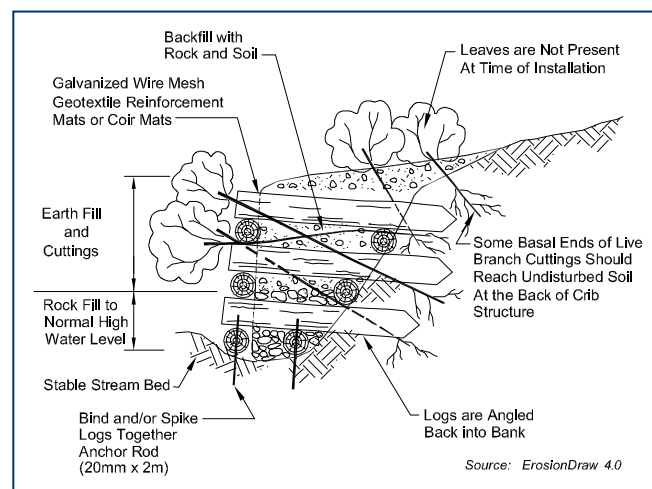 Backfill with
Rock and Soil
Leaves are Not Present
At Time of Installation
Galvanized Wire Mesh
Geotextile Reinforcement
Mats or Coir Mats
Earth Fill
and
Cuttings
Some Basal Ends of Live
Branch Cuttings Should
Reach Undisturbed Soil
At the Back of Crib
Structure
Rock Fill to
Normal High
Water Level
Stable Stream Bed
Bind and/or Spike
Logs Together
Anchor Rod
(20mm x 2m)
Logs are Angled
Back into Bank
Source: ErosionDraw 4.0